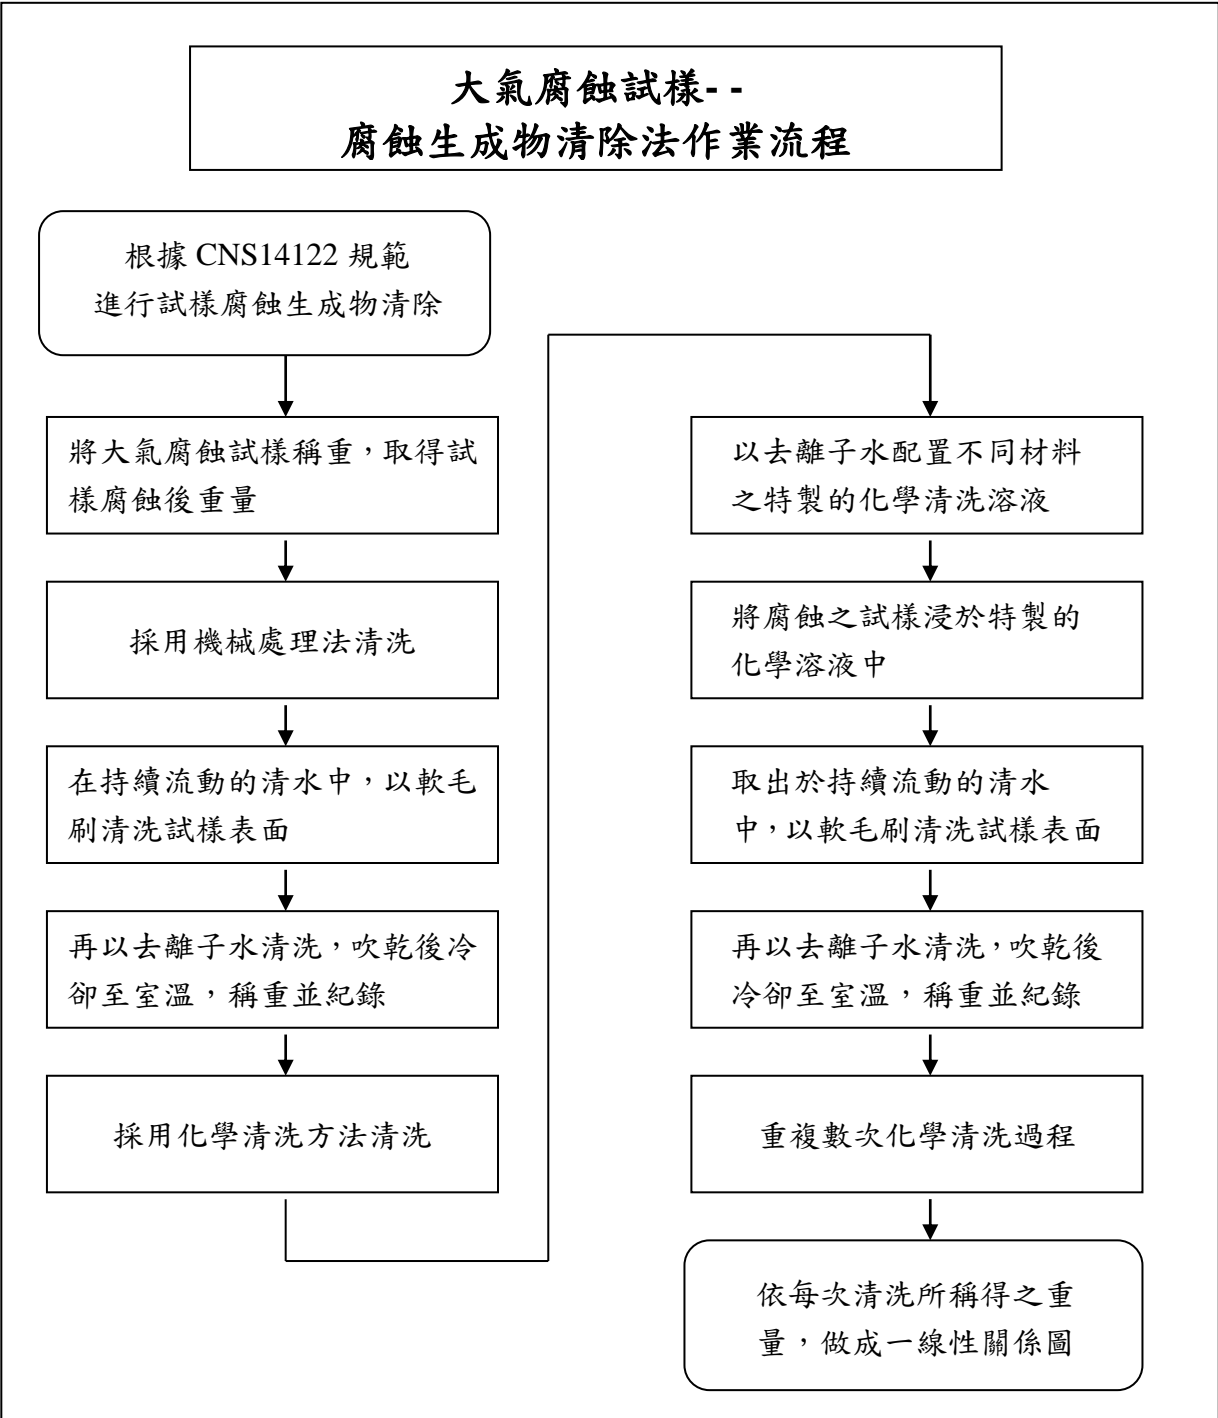 大氣腐蝕試樣- -
腐蝕生成物清除法作業流程
根據 CNS14122 規範
進行試樣腐蝕生成物清除
將大氣腐蝕試樣稱重，取得試
樣腐蝕後重量
採用機械處理法清洗
在持續流動的清水中，以軟毛
刷清洗試樣表面
再以去離子水清洗，吹乾後冷
卻至室溫，稱重並紀錄
採用化學清洗方法清洗
以去離子水配置不同材料
之特製的化學清洗溶液
將腐蝕之試樣浸於特製的
化學溶液中
取出於持續流動的清水
中，以軟毛刷清洗試樣表面
再以去離子水清洗，吹乾後
冷卻至室溫，稱重並紀錄
重複數次化學清洗過程
依每次清洗所稱得之重
量，做成一線性關係圖